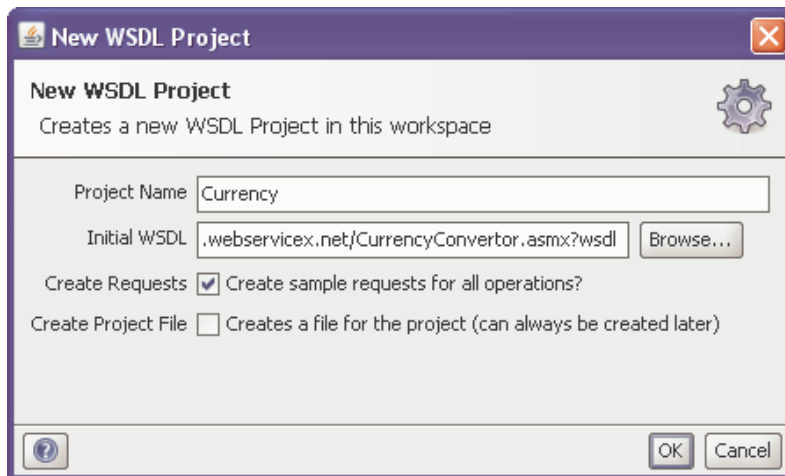 New WSDL Project
New WSDL Project
Creates a new WSDL Project in this workspace
Project Name Currency
Initial WSDL .webservicex.net/CurrencyConvertor.asmx?wsdl Browse...
Create Requests Create sample requests for all operations?
Create Project File Creates a file for the project (can always be created later)
? OK Cancel